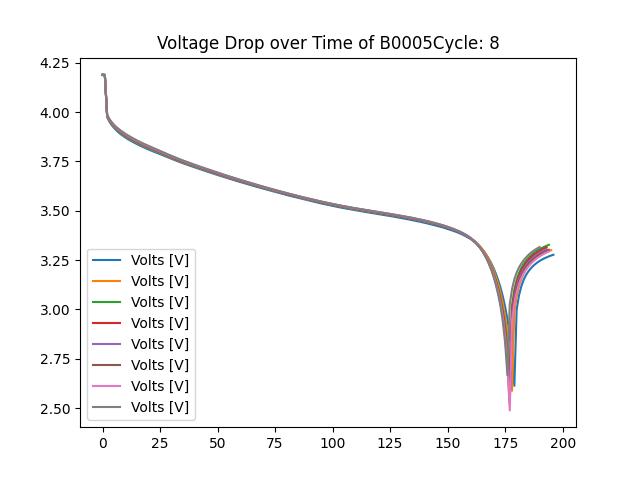 Voltage Drop over Time of B0005Cycle: 8
4.25
4.00
3.75
3.50
3.25
3.00
2.75
2.50
Volts [V]
Volts [V]
Volts [V]
Volts [V]
Volts [V]
Volts [V]
Volts [V]
Volts [V]
0 25 50 75 100 125 150 175 200